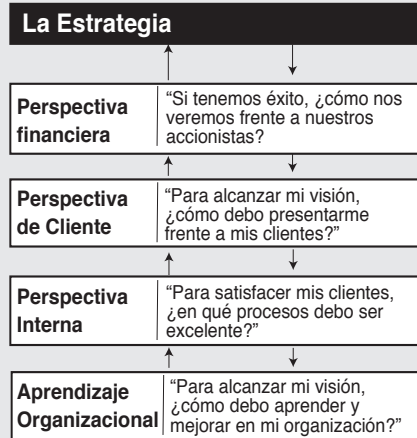 La Estrategia
Perspectiva
financiera
“Si tenemos éxito, ¿cómo nos
veremos frente a nuestros
accionistas?
Perspectiva
de Cliente
“Para alcanzar mi visión,
¿cómo debo presentarme
frente a mis clientes?”
Perspectiva
Interna
“Para satisfacer mis clientes,
¿en qué procesos debo ser
excelente?”
Aprendizaje
Organizacional
“Para alcanzar mi visión,
¿cómo debo aprender y
mejorar en mi organización?”